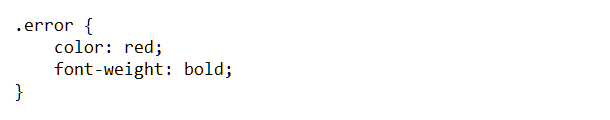 .error {
    color: red;
    font-weight: bold;
}